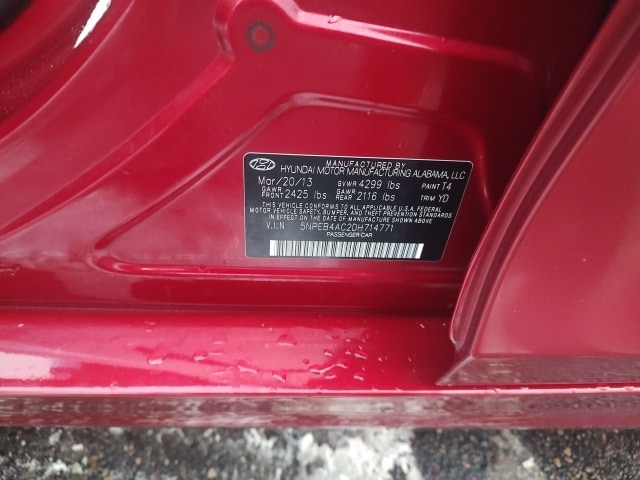 MANUFACTURED BY
HYUNDAI MOTOR MANUFACTURING ALABAMA, LLC
Mar/20/13 GVWR 4299 lbs PAINT T4
GAWR FRONT 2425 lbs GAWR REAR 2116 lbs TRIM YD
THIS VEHICLE CONFORMS TO ALL APPLICABLE U.S.A. FEDERAL
MOTOR VEHICLE SAFETY, BUMPER, AND THEFT PREVENTION STANDARDS
IN EFFECT ON THE DATE OF MANUFACTURE SHOWN ABOVE.
V.I.N 5NPEB4AC2DH714771
PASSENGER CAR